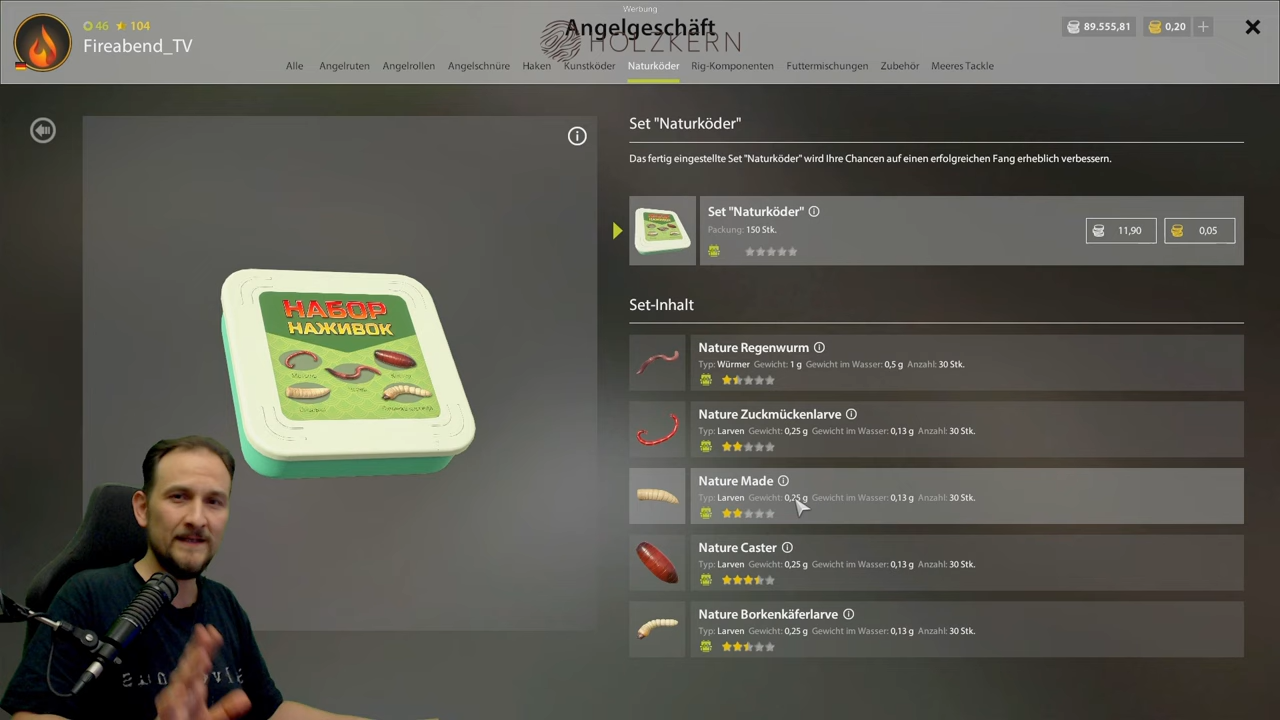 Werbung
46 104
Fireabend_TV
Angelgeschäft
HOLZKERN
89.555,81 0,20 +
Alle Angelruten Angelrollen Angelschnüre Haken Kunstköder Naturköder Rig-Komponenten Futtermischungen Zubehör Meeres Tackle
Set "Naturköder"
Das fertig eingestellte Set "Naturköder" wird Ihre Chancen auf einen erfolgreichen Fang erheblich verbessern.
Set "Naturköder"
Packung: 150 Stk.
11,90 0,05
НАБОР
НАЖИВОК
Set-Inhalt
Nature Regenwurm
Typ: Würmer Gewicht: 1 g Gewicht im Wasser: 0,5 g Anzahl: 30 Stk.
Nature Zuckmückenlarve
Typ: Larven Gewicht: 0,25 g Gewicht im Wasser: 0,13 g Anzahl: 30 Stk.
Nature Made
Typ: Larven Gewicht: 0,25 g Gewicht im Wasser: 0,13 g Anzahl: 30 Stk.
Nature Caster
Typ: Larven Gewicht: 0,25 g Gewicht im Wasser: 0,13 g Anzahl: 30 Stk.
Nature Borkenkäferlarve
Typ: Larven Gewicht: 0,25 g Gewicht im Wasser: 0,13 g Anzahl: 30 Stk.